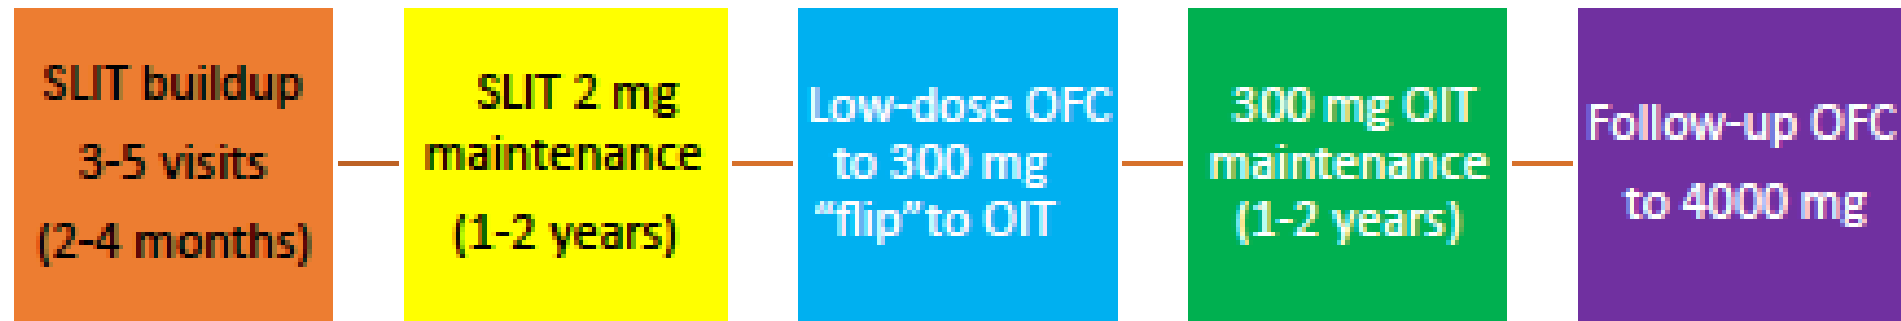 SLIT buildup
3-5 visits
(2-4 months)
SLIT 2 mg
maintenance
(1-2 years)
Low-dose OFC
to 300 mg
“flip”to OIT
300 mg OIT
maintenance
(1-2 years)
Follow-up OFC
to 4000 mg